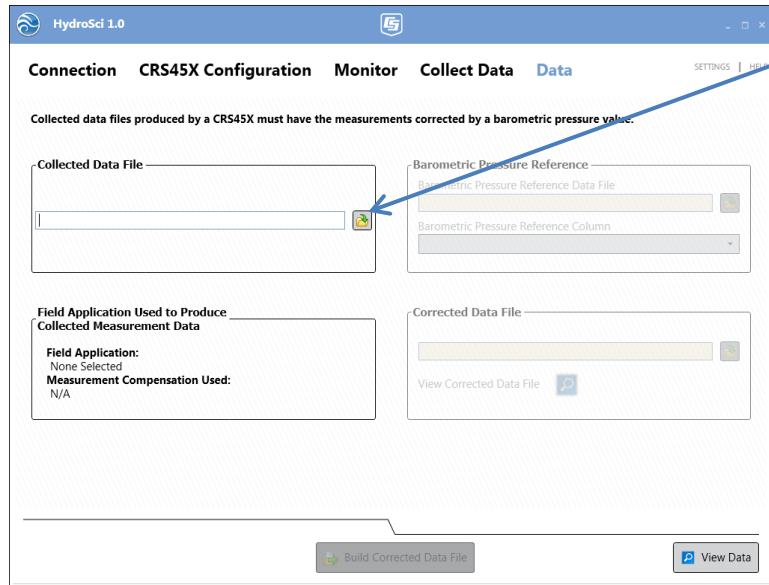 HydroSci 1.0
Connection CRS45X Configuration Monitor Collect Data Data SETTINGS | HELP
Collected data files produced by a CRS45X must have the measurements corrected by a barometric pressure value.
Collected Data File
Barometric Pressure Reference
Barometric Pressure Reference Data File
Barometric Pressure Reference Column
Field Application Used to Produce
Collected Measurement Data
Field Application:
None Selected
Measurement Compensation Used:
N/A
Corrected Data File
View Corrected Data File
Build Corrected Data File
View Data